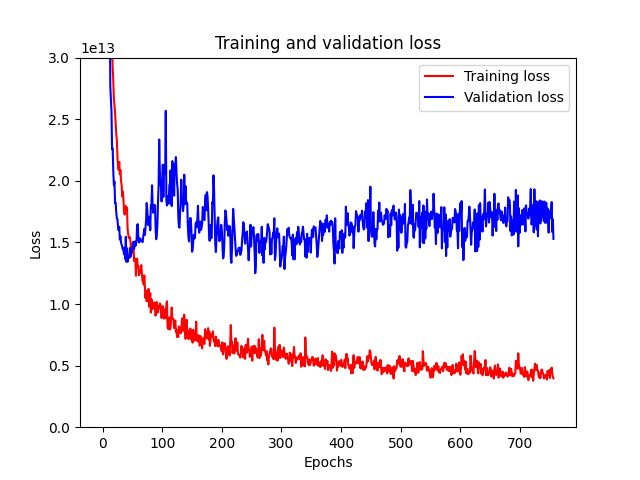 Training and validation loss
1e13
Training loss
Validation loss
3.0
2.5
2.0
1.5
1.0
0.5
0.0
Loss
0 100 200 300 400 500 600 700
Epochs